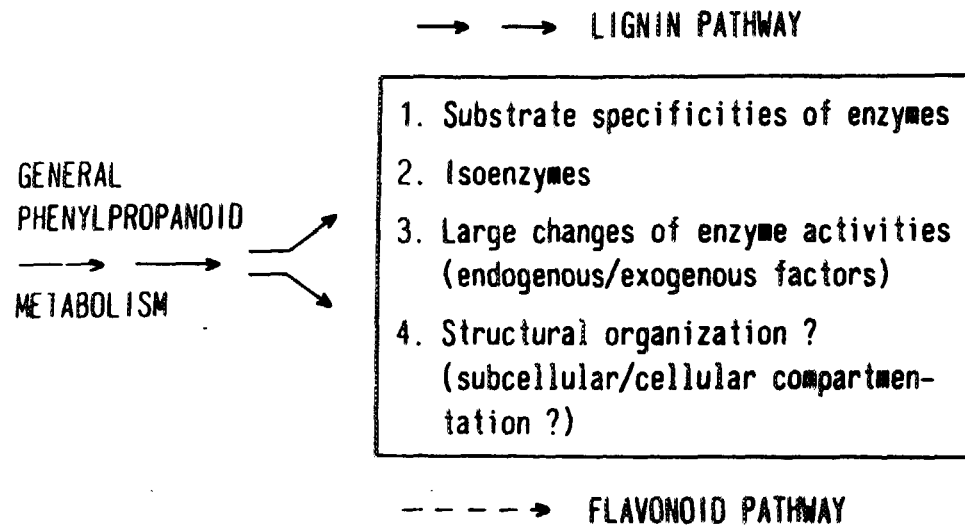 LIGNIN PATHWAY
GENERAL
PHENYLPROPANOID
METABOLISM
1. Substrate specificities of enzymes
2. Isoenzymes
3. Large changes of enzyme activities
(endogenous/exogenous factors)
4. Structural organization ?
(subcellular/cellular compartmen-
tation ?)
FLAVONOID PATHWAY